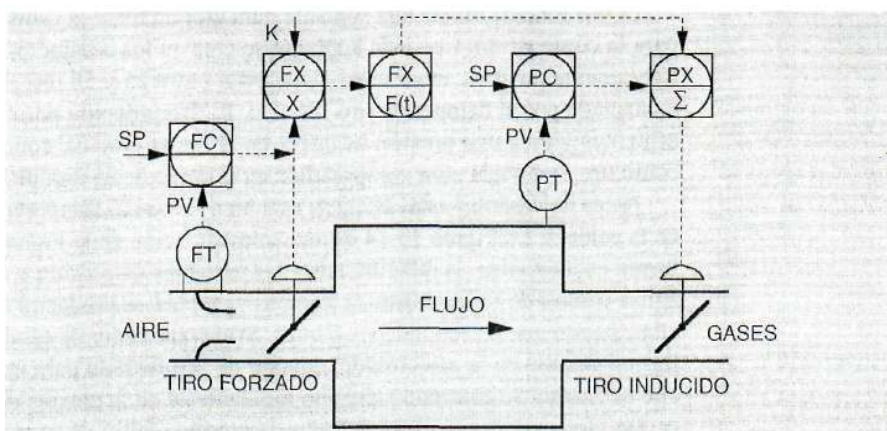 K
FX
X
FX
F(t)
SP
PC
PX
Σ
SP
FC
PV
PV
PT
FT
AIRE
FLUJO
GASES
TIRO FORZADO
TIRO INDUCIDO